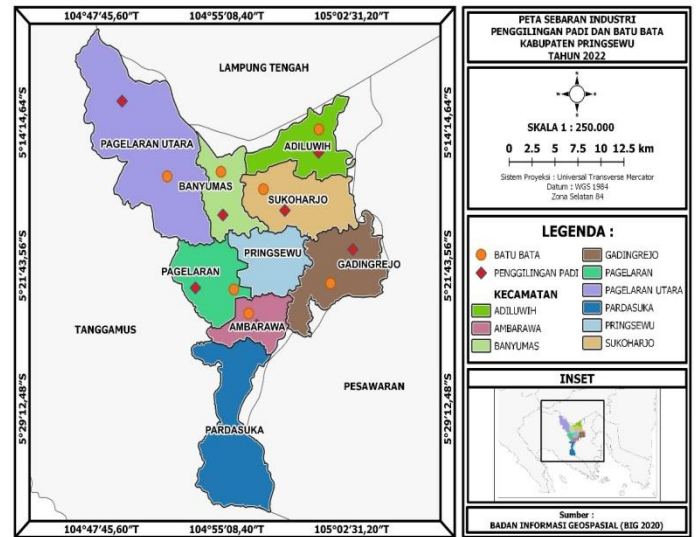 104°47'45,60"T 104°55'08,40"T 105°02'31,20"T
5°14'14,64"S
5°21'43,56"S
5°29'12,48"S
LAMPUNG TENGAH
PAGELARAN UTARA
ADILUWIH
BANYUMAS
SUKOHARJO
PRINGSEWU
PAGELARAN
GADINGREJO
AMBARAWA
TANGGAMUS
PESAWARAN
PARDASUKA
5°14'14,64"S
5°21'43,56"S
5°29'12,48"S
104°47'45,60"T 104°55'08,40"T 105°02'31,20"T
PETA SEBARAN INDUSTRI
PENGGILINGAN PADI DAN BATU BATA
KABUPATEN PRINGSEWU
TAHUN 2022
SKALA 1 : 250.000
0 2.5 5 7.5 10 12.5 km
Sistem Proyeksi : Universal Transverse Mercator
Datum : WGS 1984
Zona Selatan 84
LEGENDA :
BATU BATA
PENGGILINGAN PADI
KECAMATAN
ADILUWIH
AMBARAWA
BANYUMAS
GADINGREJO
PAGELARAN
PAGELARAN UTARA
PARDASUKA
PRINGSEWU
SUKOHARJO
INSET
Sumber :
BADAN INFORMASI GEOSPASIAL (BIG 2020)